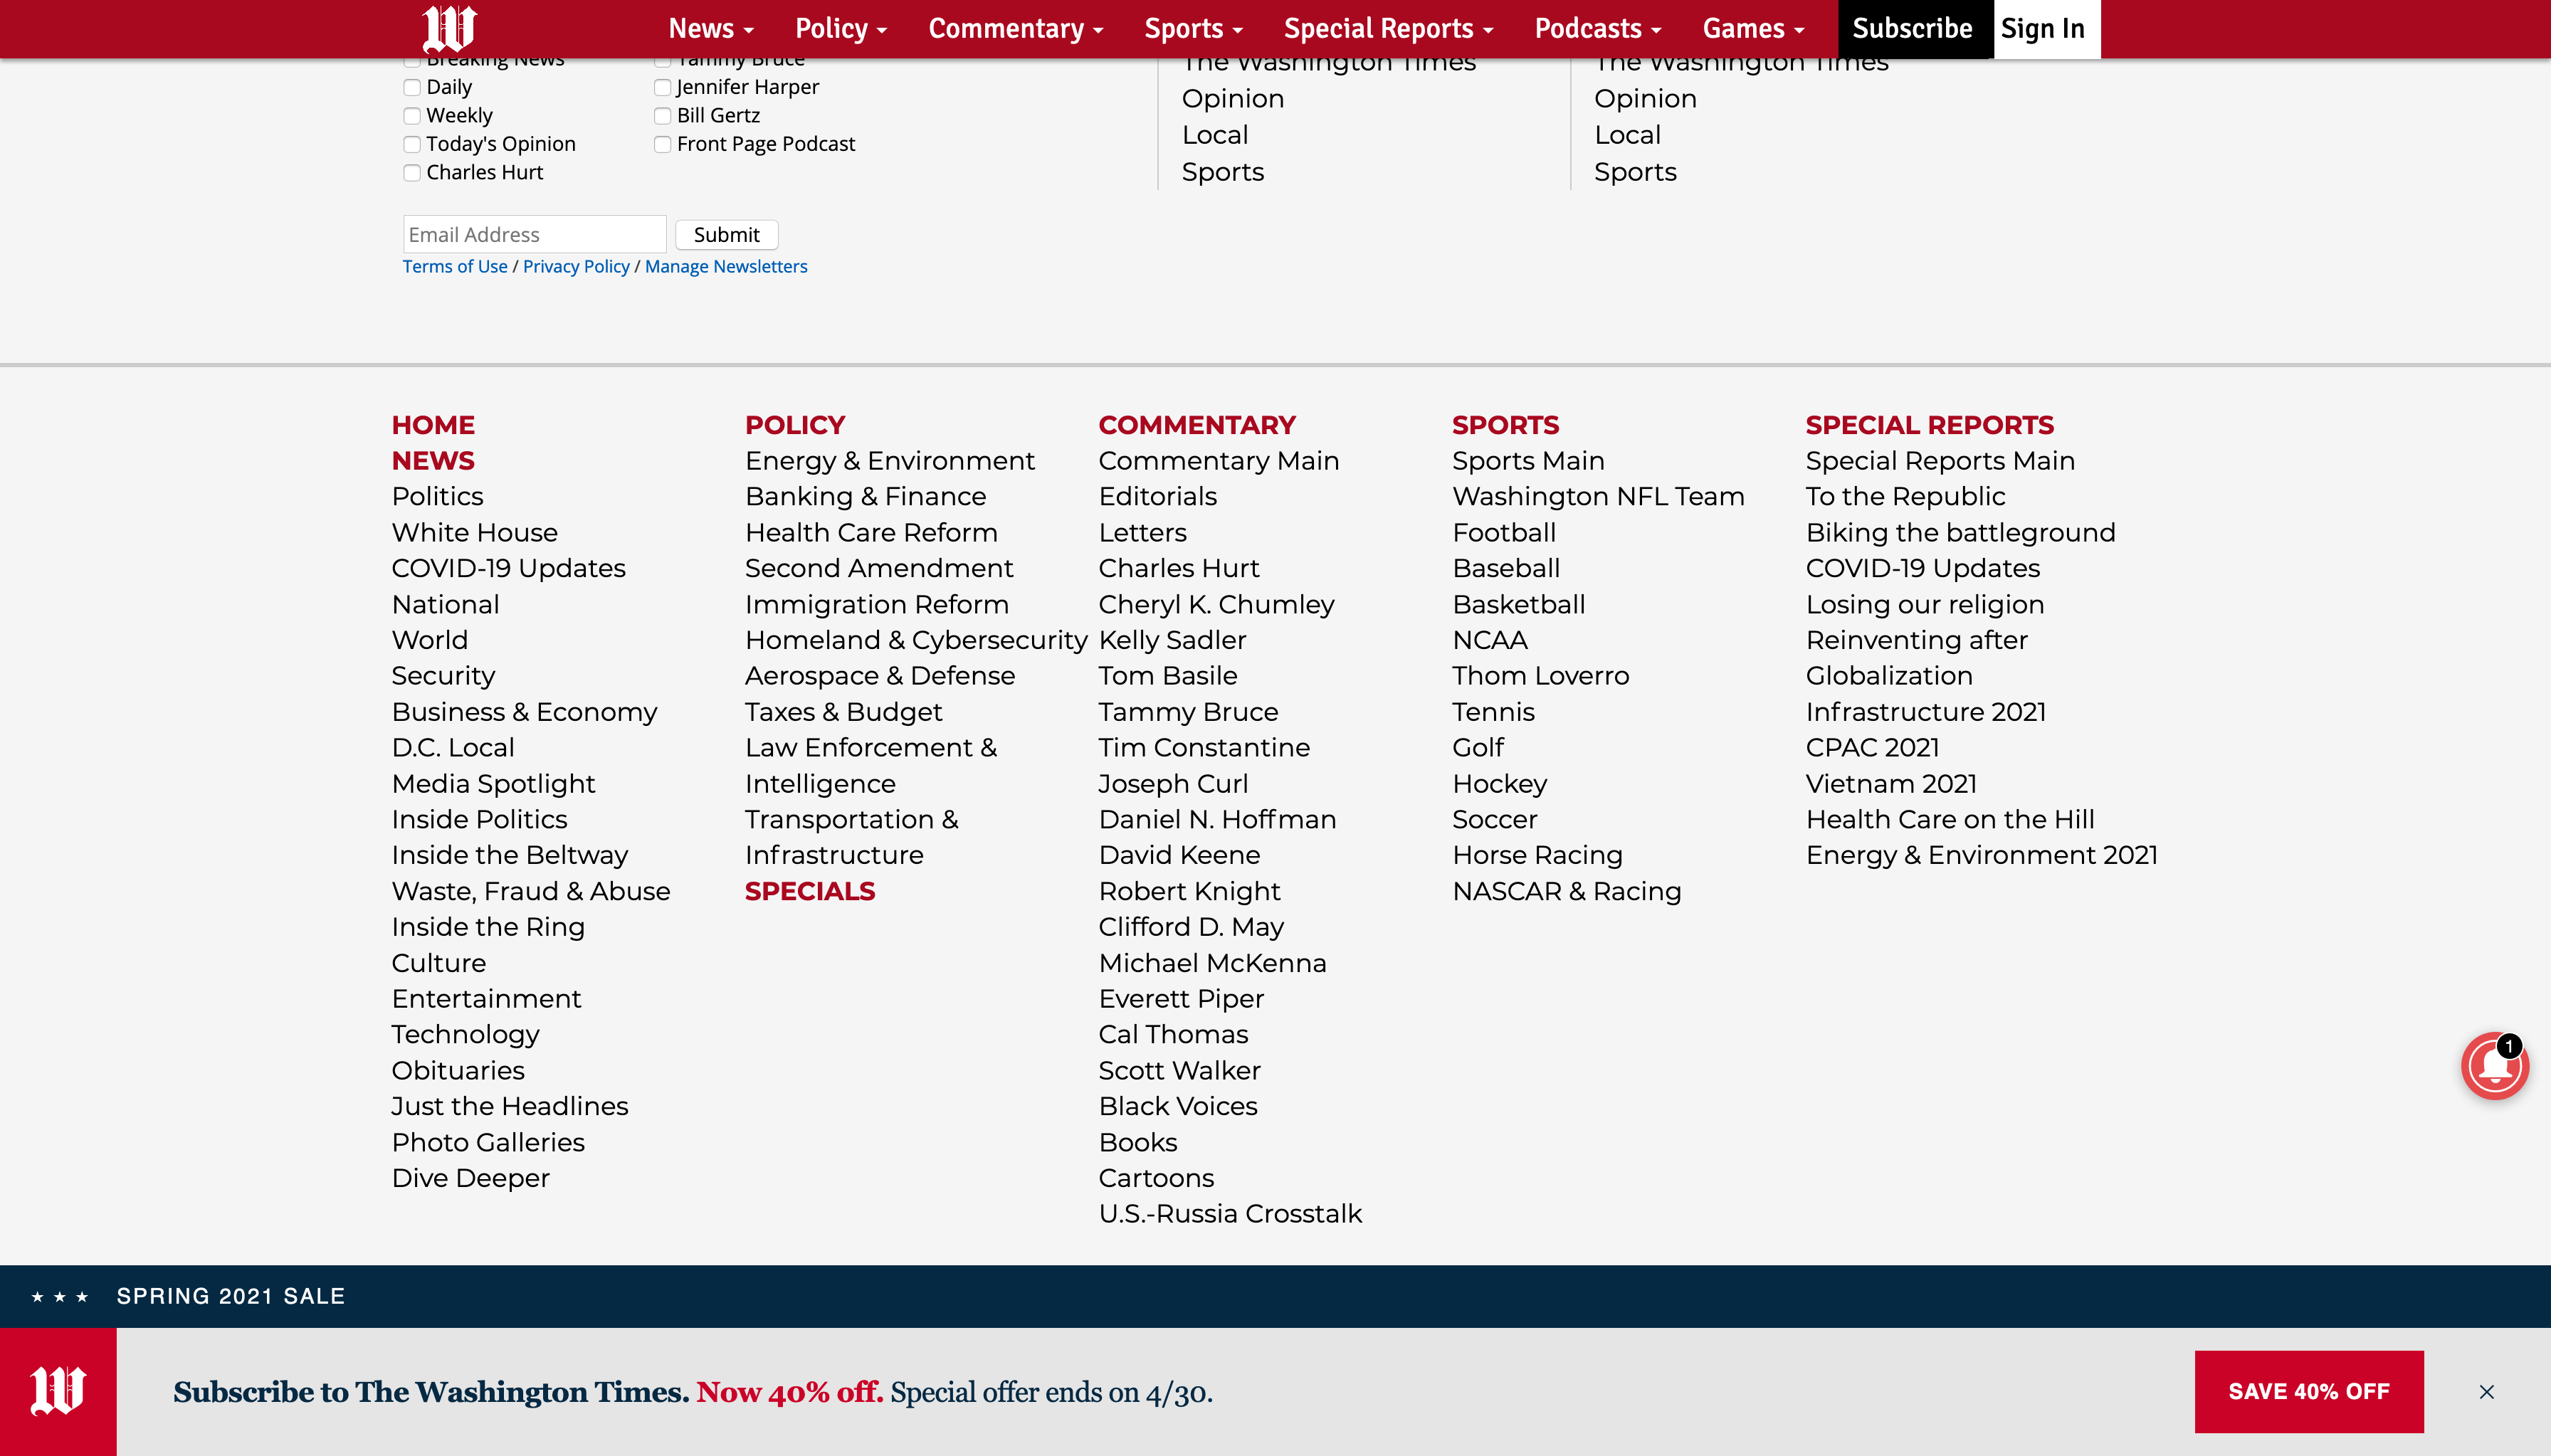 W
News
Policy
Commentary
Sports
Special Reports
Podcasts
Games
Subscribe
Sign In
Breaking News
Daily
Weekly
Today's Opinion
Charles Hurt
Tammy Bruce
Jennifer Harper
Bill Gertz
Front Page Podcast
Email Address
Submit
Terms of Use / Privacy Policy / Manage Newsletters
The Washington Times
Opinion
Local
Sports
The Washington Times
Opinion
Local
Sports
HOME
NEWS
Politics
White House
COVID-19 Updates
National
World
Security
Business & Economy
D.C. Local
Media Spotlight
Inside Politics
Inside the Beltway
Waste, Fraud & Abuse
Inside the Ring
Culture
Entertainment
Technology
Obituaries
Just the Headlines
Photo Galleries
Dive Deeper
POLICY
Energy & Environment
Banking & Finance
Health Care Reform
Second Amendment
Immigration Reform
Homeland & Cybersecurity
Aerospace & Defense
Taxes & Budget
Law Enforcement &
Intelligence
Transportation &
Infrastructure
SPECIALS
COMMENTARY
Commentary Main
Editorials
Letters
Charles Hurt
Cheryl K. Chumley
Kelly Sadler
Tom Basile
Tammy Bruce
Tim Constantine
Joseph Curl
Daniel N. Hoffman
David Keene
Robert Knight
Clifford D. May
Michael McKenna
Everett Piper
Cal Thomas
Scott Walker
Black Voices
Books
Cartoons
U.S.-Russia Crosstalk
SPORTS
Sports Main
Washington NFL Team
Football
Baseball
Basketball
NCAA
Thom Loverro
Tennis
Golf
Hockey
Soccer
Horse Racing
NASCAR & Racing
SPECIAL REPORTS
Special Reports Main
To the Republic
Biking the battleground
COVID-19 Updates
Losing our religion
Reinventing after
Globalization
Infrastructure 2021
CPAC 2021
Vietnam 2021
Health Care on the Hill
Energy & Environment 2021
1
★ ★ ★ SPRING 2021 SALE
W
Subscribe to The Washington Times. Now 40% off. Special offer ends on 4/30.
SAVE 40% OFF